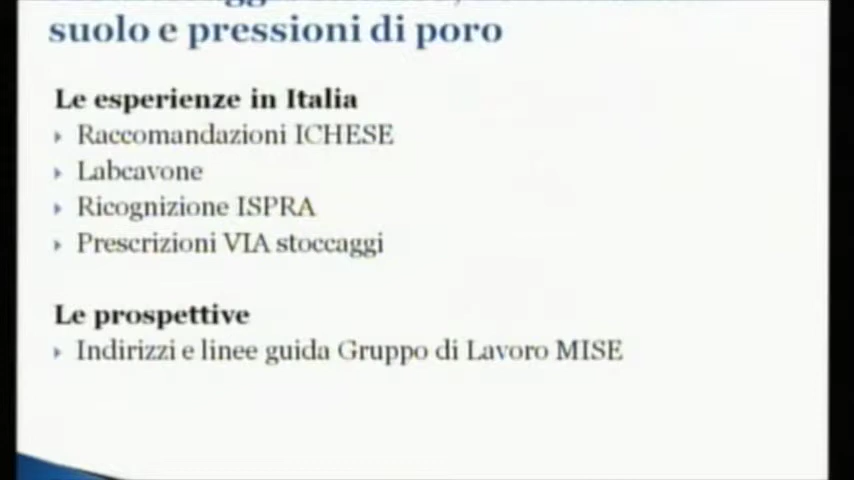 suolo e pressioni di poro
Le esperienze in Italia
Raccomandazioni ICHESE
Labcavone
Ricognizione ISPRA
Prescrizioni VIA stoccaggi
Le prospettive
Indirizzi e linee guida Gruppo di Lavoro MISE